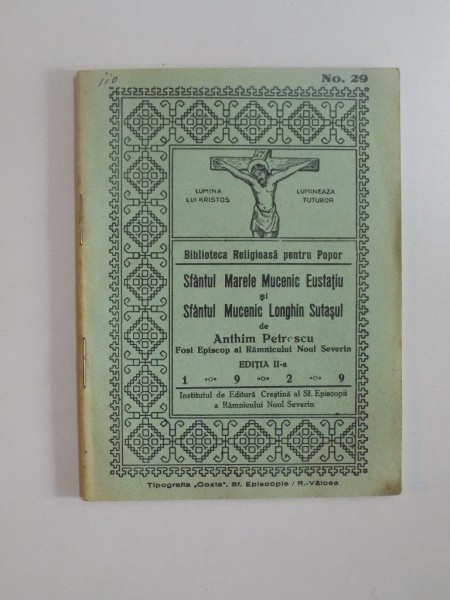 No. 29
LUMINA
LUI KRISTOS
LUMINEAZA
TUTUROR
Biblioteca Religioasă pentru Popor
Sfântul Marele Mucenic Eustațiu
și
Sfântul Mucenic Longhin Sutașul
de
Anthim Petrescu
Fost Episcop al Râmnicului Noul Severin
EDIȚIA II-a
1 9 2 9
Institutul de Editură Creștină al Sf. Episcopii
a Râmnicului Noul Severin
Tipografia „Cozia", Sf. Episcopie / R.-Vâlcea